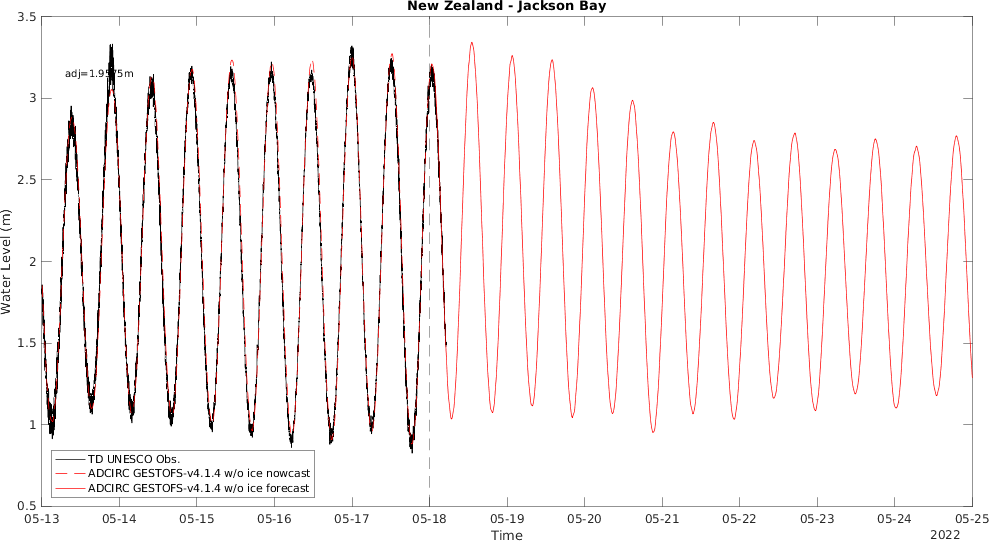 New Zealand - Jackson Bay
3.5
3
2.5
2
1.5
1
0.5
Water Level (m)
adj=1.9575m
TD UNESCO Obs.
ADCIRC GESTOFS-v4.1.4 w/o ice nowcast
ADCIRC GESTOFS-v4.1.4 w/o ice forecast
05-13 05-14 05-15 05-16 05-17 05-18 05-19 05-20 05-21 05-22 05-23 05-24 05-25
Time
2022